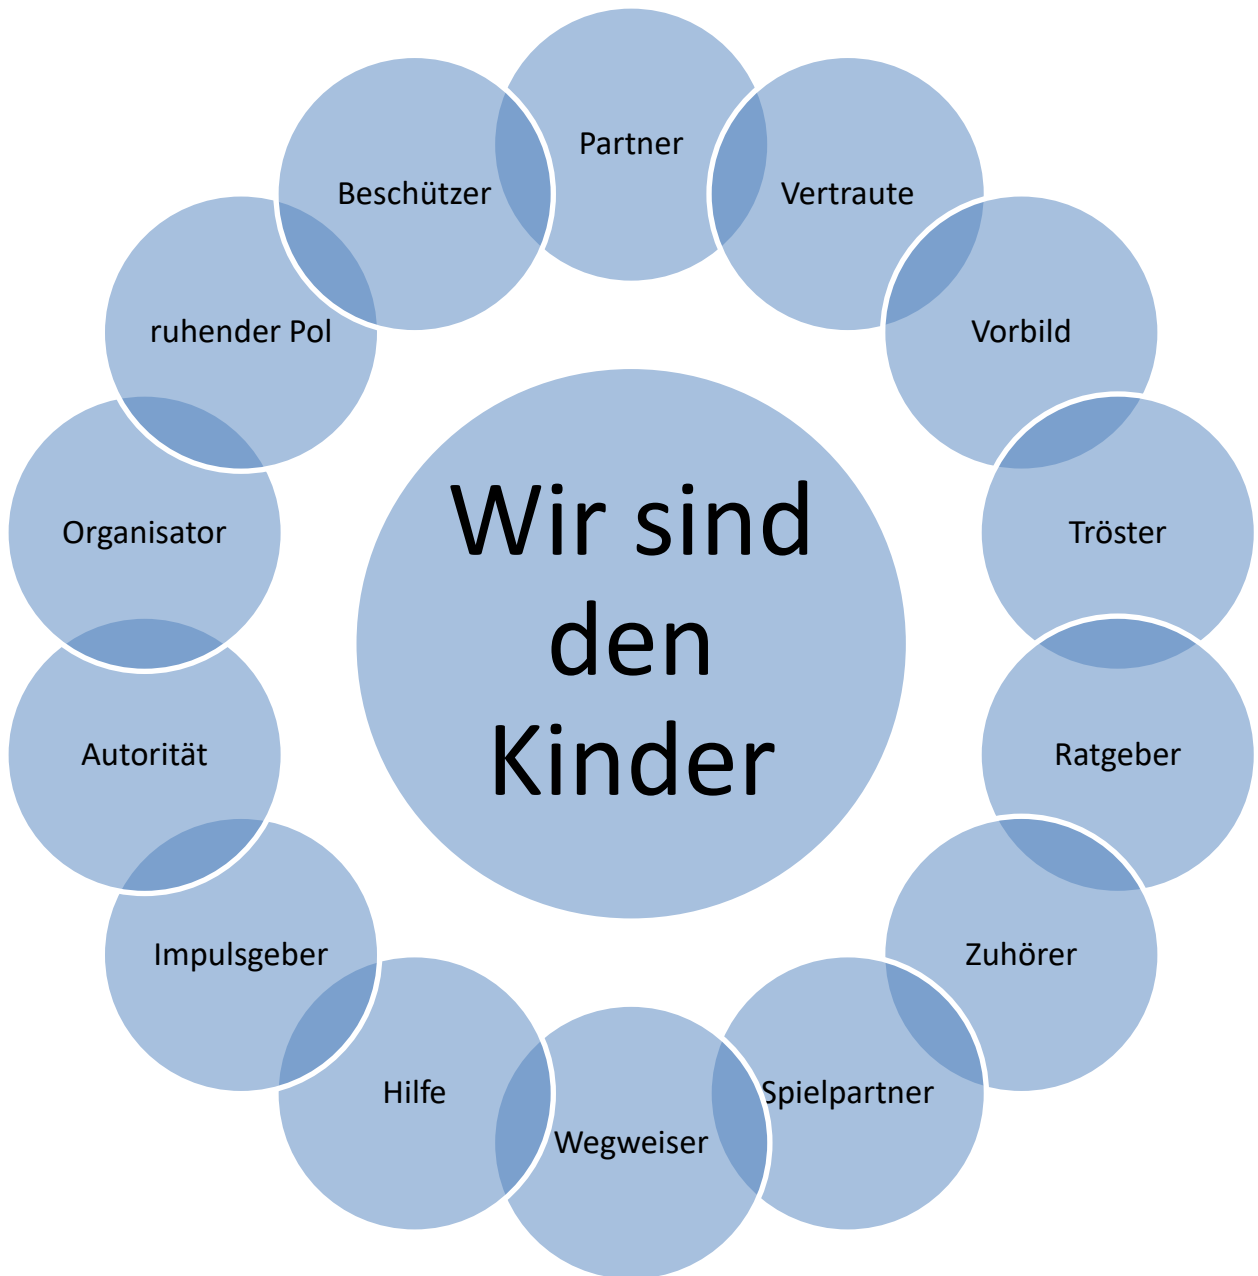 Partner
Vertraute
Vorbild
Tröster
Ratgeber
Zuhörer
Spielpartner
Wegweiser
Hilfe
Impulsgeber
Autorität
Organisator
ruhender Pol
Beschützer
Wir sind
den
Kinder